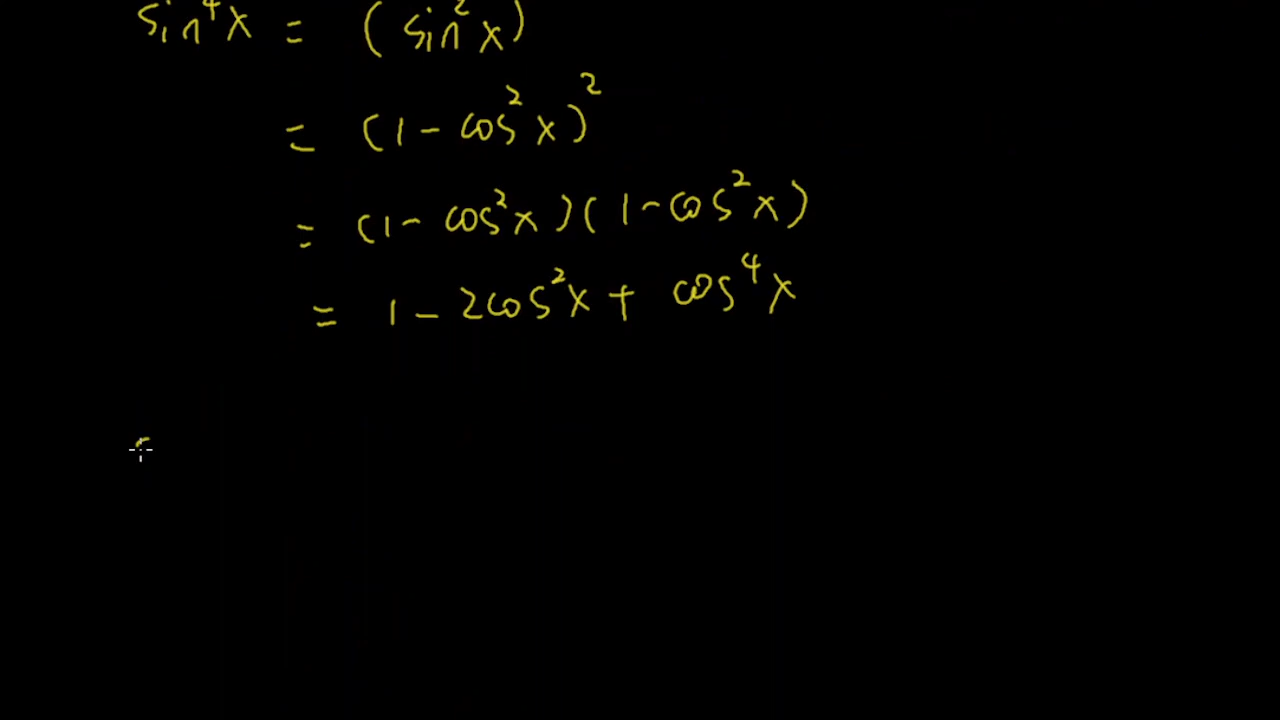 sin⁴x = (sin²x)
= (1 - cos²x)²
= (1 - cos²x)(1 - cos²x)
= 1 - 2cos²x + cos⁴x